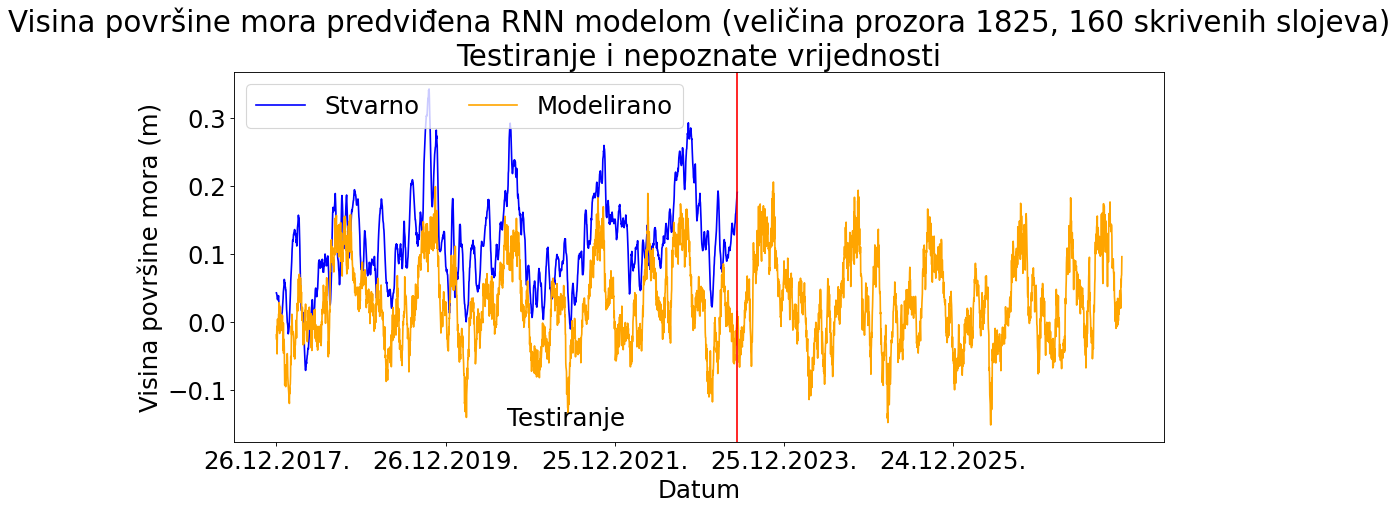 Visina površine mora predviđena RNN modelom (veličina prozora 1825, 160 skrivenih slojeva)
Testiranje i nepoznate vrijednosti
Stvarno Modelirano
Visina površine mora (m)
0.3
0.2
0.1
0.0
−0.1
Testiranje
26.12.2017. 26.12.2019. 25.12.2021. 25.12.2023. 24.12.2025.
Datum